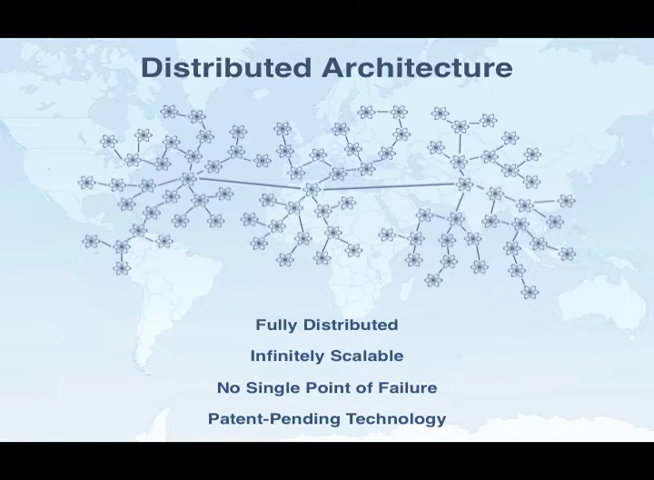 Distributed Architecture
Fully Distributed
Infinitely Scalable
No Single Point of Failure
Patent-Pending Technology